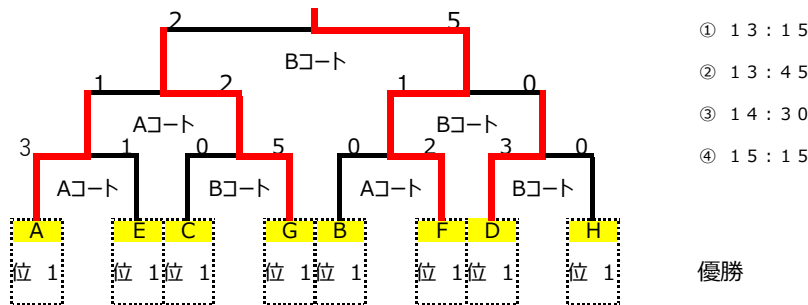 2 5
Bコート
① 13:15
② 13:45
1 2 1 0
Aコート Bコート
③ 14:30
3 1 0 5 0 2 3 0
④ 15:15
Aコート Bコート Aコート Bコート
A E C G B F D H
位 1 位 1 位 1 位 1 位 1 位 1 位 1 位 1
優勝